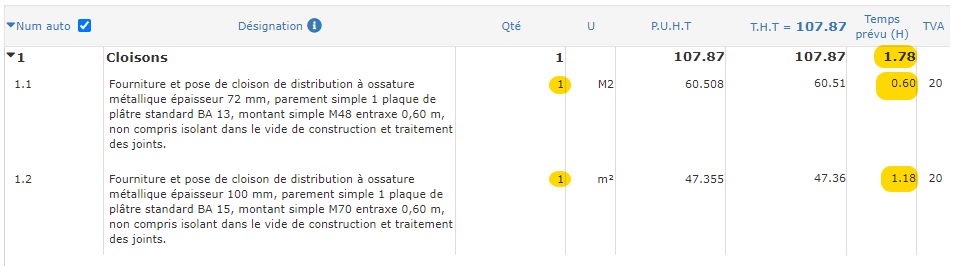 Num auto Désignation Qté U P.U.H.T T.H.T = 107.87 Temps prévu (H) TVA
1 Cloisons 1 107.87 107.87 1.78
1.1 Fourniture et pose de cloison de distribution à ossature 1 M2 60.508 60.51 0.60 20
métallique épaisseur 72 mm, parement simple 1 plaque de
plâtre standard BA 13, montant simple M48 entraxe 0,60 m,
non compris isolant dans le vide de construction et traitement
des joints.
1.2 Fourniture et pose de cloison de distribution à ossature 1 m² 47.355 47.36 1.18 20
métallique épaisseur 100 mm, parement simple 1 plaque de
plâtre standard BA 15, montant simple M70 entraxe 0,60 m,
non compris isolant dans le vide de construction et traitement
des joints.